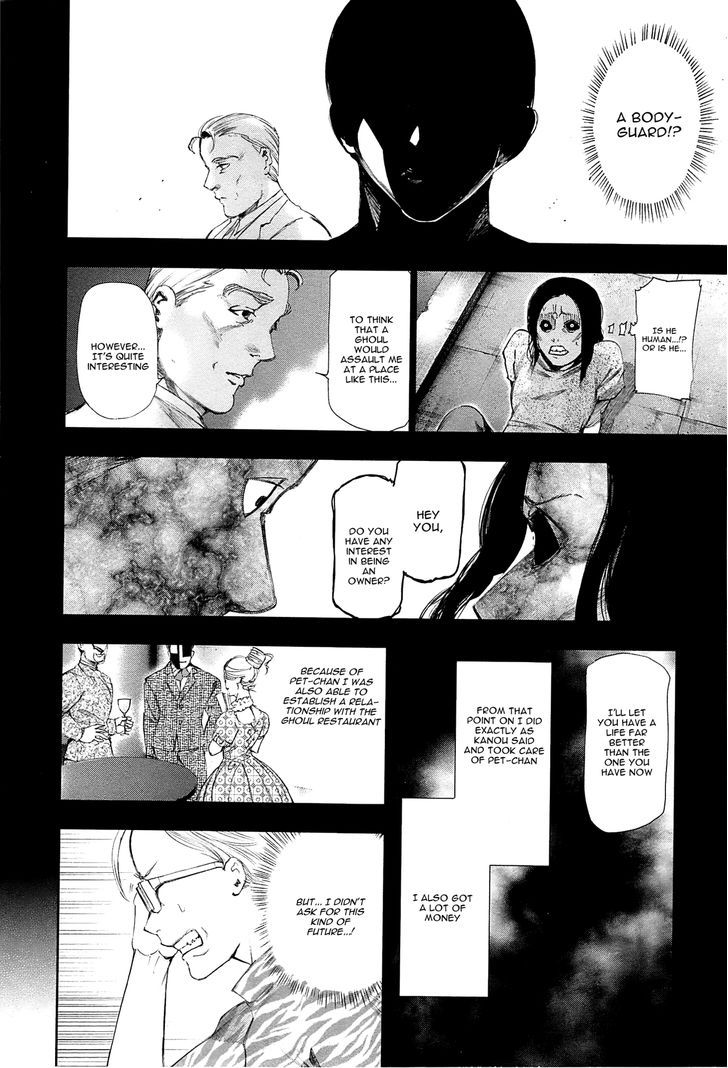 A BODY-
GUARD!?
IS HE
HUMAN...!?
OR IS HE...
TO THINK
THAT A
GHOUL
WOULD
ASSAULT ME
AT A PLACE
LIKE THIS...
HOWEVER...
IT'S QUITE
INTERESTING
HEY
YOU,
DO YOU
HAVE ANY
INTEREST
IN BEING
AN
OWNER?
I'LL LET
YOU HAVE A
LIFE FAR
BETTER
THAN THE
ONE YOU
HAVE NOW
FROM THAT
POINT ON I DID
EXACTLY AS
KANOU SAID
AND TOOK CARE
OF PET-CHAN
I ALSO GOT
A LOT OF
MONEY
BECAUSE OF
PET-CHAN I WAS
ALSO ABLE TO
ESTABLISH A RELA-
TIONSHIP WITH THE
GHOUL RESTAURANT
BUT... I DIDN'T
ASK FOR THIS
KIND OF
FUTURE...!